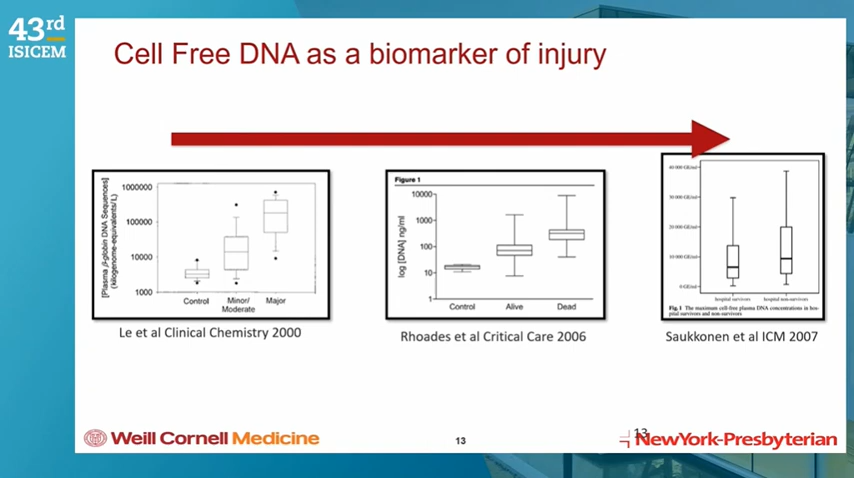 43rd
ISICEM
Cell Free DNA as a biomarker of injury
[Plasma β-globin DNA Sequences]
(kilogenome-equivalents/L)
1000000
100000
10000
1000
Control
Minor/
Moderate
Major
Le et al Clinical Chemistry 2000
Figure 1
log [DNA] ng/ml
10000
1000
100
10
1
Control
Alive
Dead
Rhoades et al Critical Care 2006
40 000 GE/ml
30 000 GE/ml
20 000 GE/ml
10 000 GE/ml
0 GE/ml
hospital survivors
hospital non-survivors
Fig. 1 The maximum cell-free plasma DNA concentrations in hos-
pital survivors and non-survivors
Saukkonen et al ICM 2007
Weill Cornell Medicine
13
13
NewYork-Presbyterian